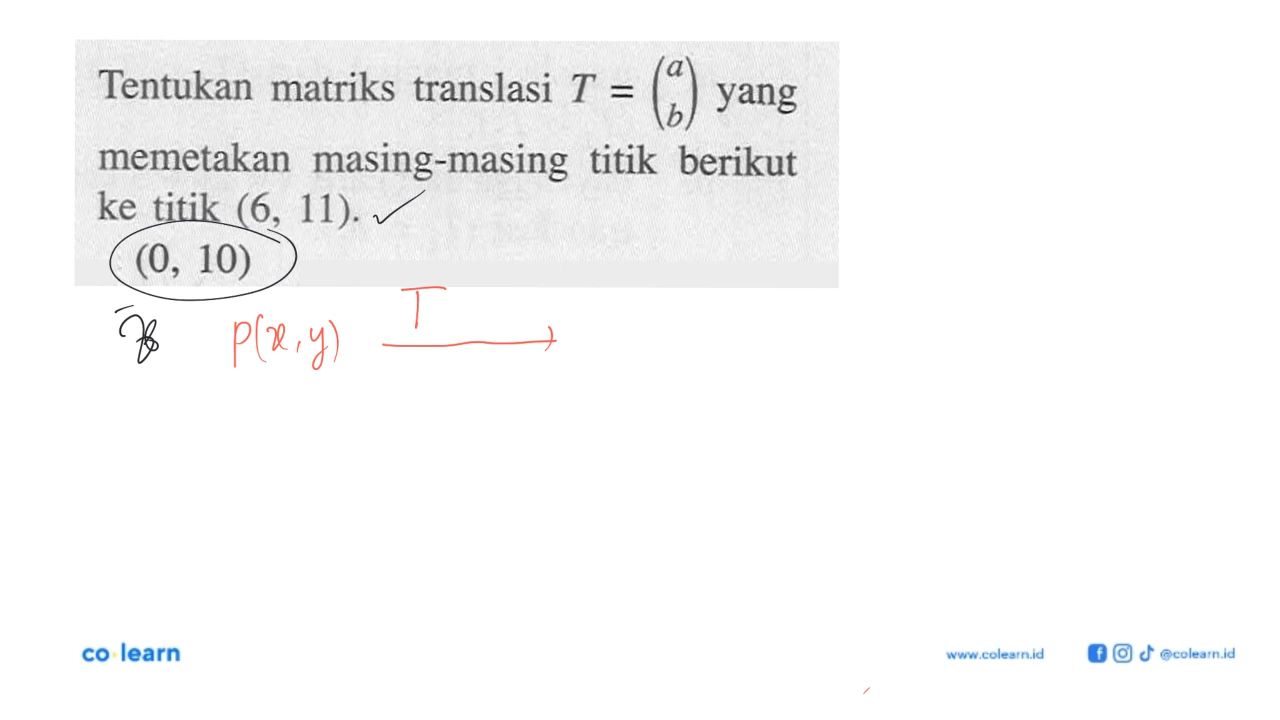 Tentukan matriks translasi T = (a b) yang
memetakan masing-masing titik berikut
ke titik (6, 11).
(0, 10)
P(x, y) T
co learn
www.colearn.id @colearn.id